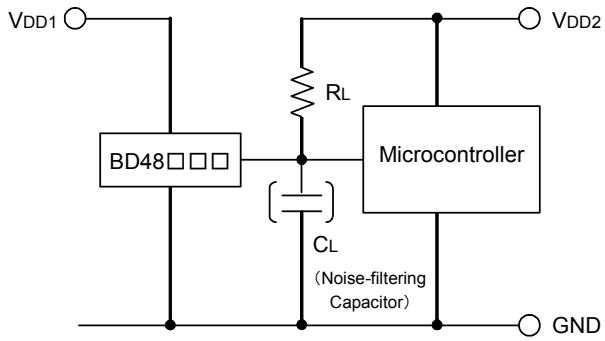 VDD1
VDD2
RL
BD48□□□
Microcontroller
CL
（Noise-filtering
Capacitor）
GND